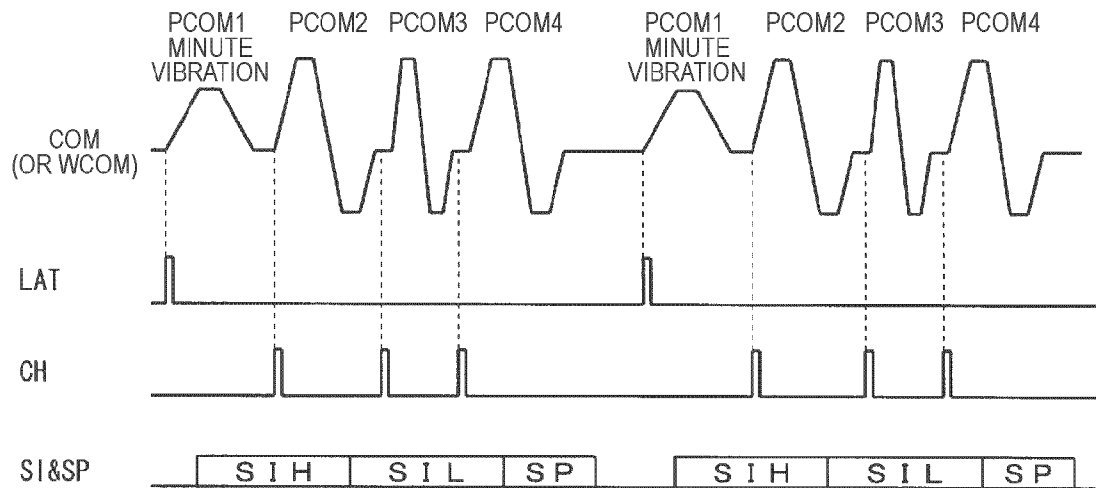 PCOM1 PCOM2 PCOM3 PCOM4 PCOM1 PCOM2 PCOM3 PCOM4
MINUTE MINUTE
VIBRATION VIBRATION
COM
(OR WCOM)
LAT
CH
SI&SP SIH SIL SP SIH SIL SP